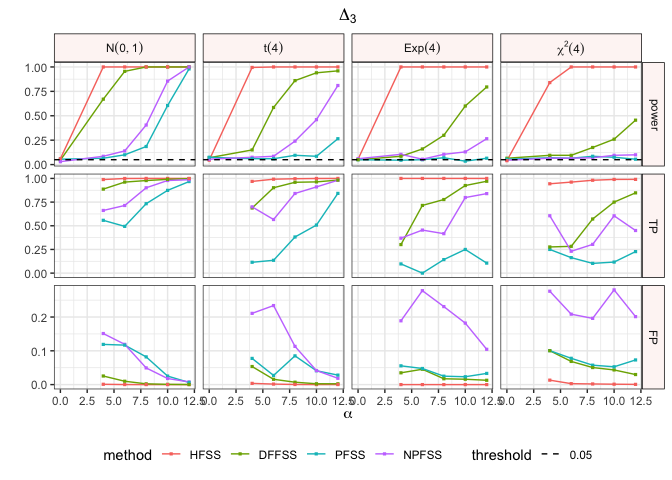 Δ₃
N(0, 1) t(4) Exp(4) χ²(4)
1.00
0.75
0.50
0.25
0.00
power
1.00
0.75
0.50
0.25
0.00
TP
0.2
0.1
0.0
FP
0.0 2.5 5.0 7.5 10.0 12.5 0.0 2.5 5.0 7.5 10.0 12.5 0.0 2.5 5.0 7.5 10.0 12.5 0.0 2.5 5.0 7.5 10.0 12.5
α
method HFSS DFFSS PFSS NPFSS threshold 0.05